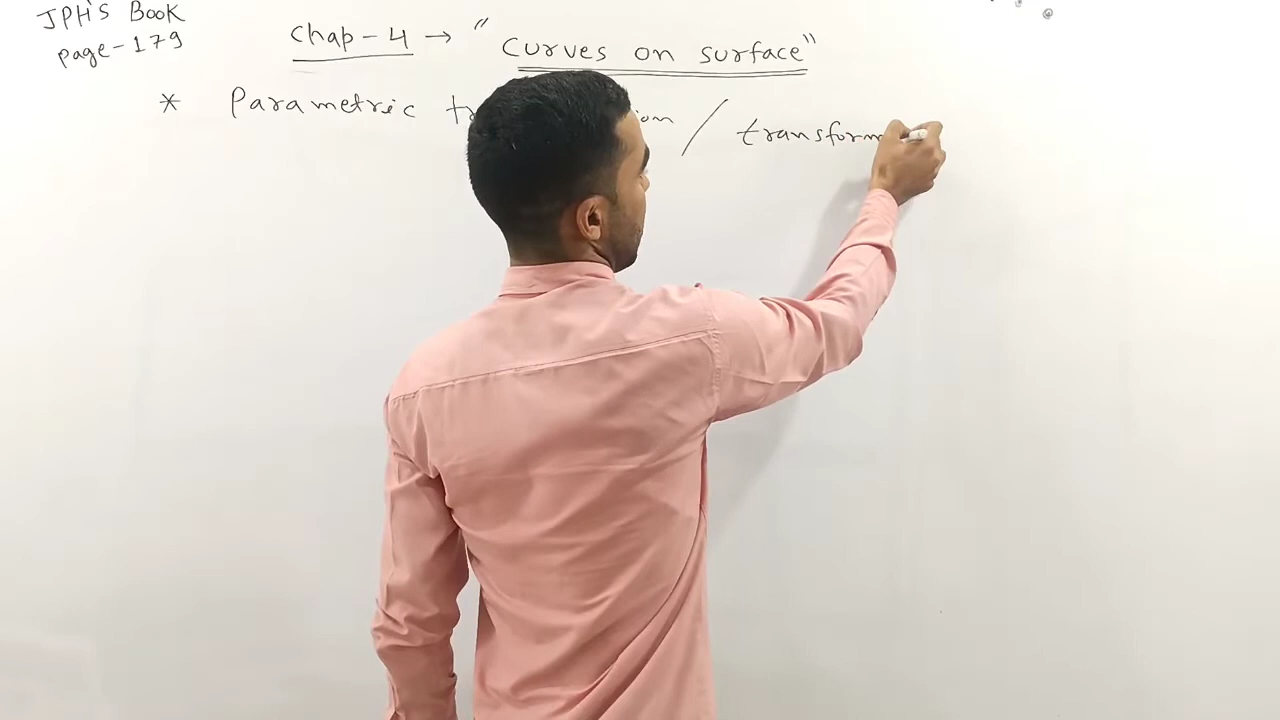 JPH'S Book
page-179
Chap-4 → "Curves on surface"
* Parametric / transform